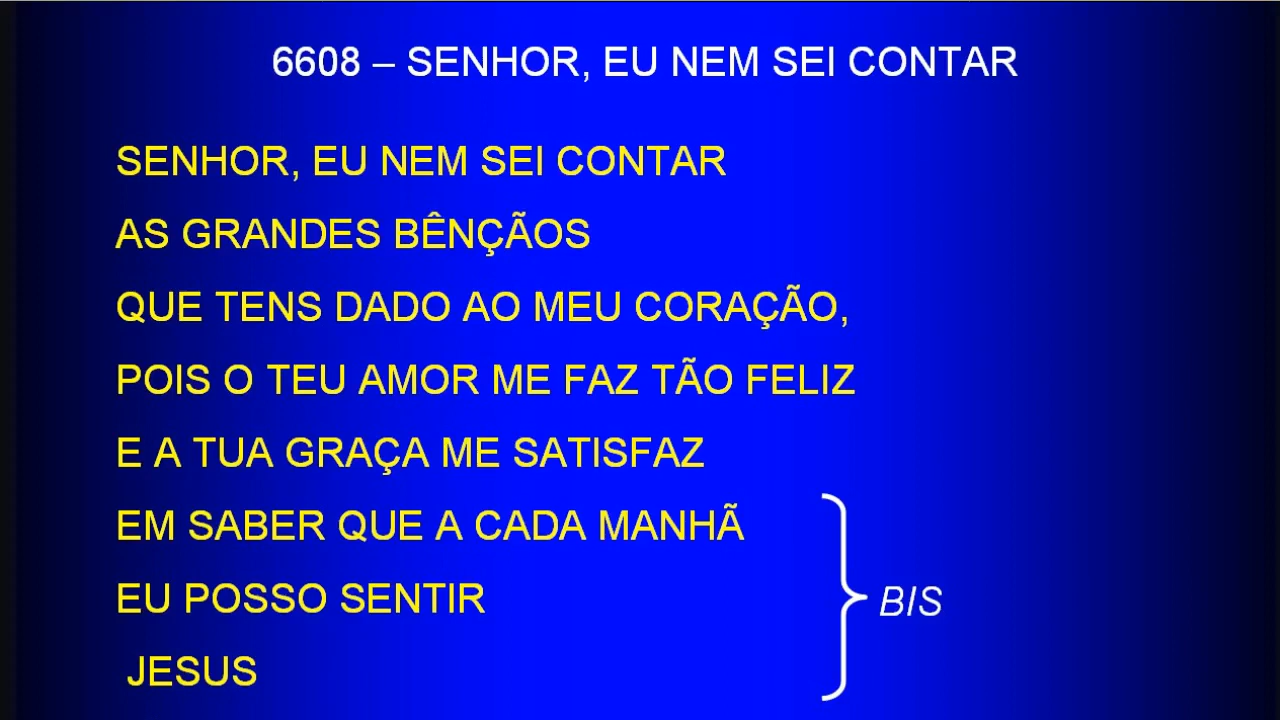 6608 – SENHOR, EU NEM SEI CONTAR
SENHOR, EU NEM SEI CONTAR
AS GRANDES BÊNÇÃOS
QUE TENS DADO AO MEU CORAÇÃO,
POIS O TEU AMOR ME FAZ TÃO FELIZ
E A TUA GRAÇA ME SATISFAZ
EM SABER QUE A CADA MANHÃ
EU POSSO SENTIR
JESUS
BIS